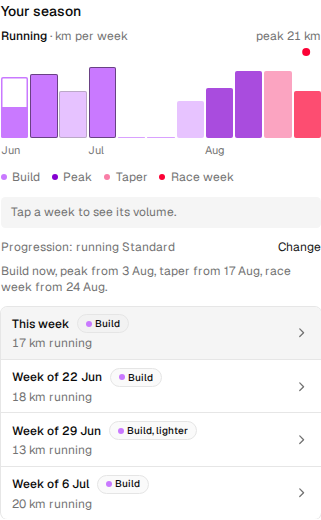 Your season
Running · km per week
peak 21 km
Jun
Jul
Aug
Build
Peak
Taper
Race week
Tap a week to see its volume.
Progression: running Standard
Change
Build now, peak from 3 Aug, taper from 17 Aug, race
week from 24 Aug.
This week
Build
17 km running
Week of 22 Jun
Build
18 km running
Week of 29 Jun
Build, lighter
13 km running
Week of 6 Jul
Build
20 km running